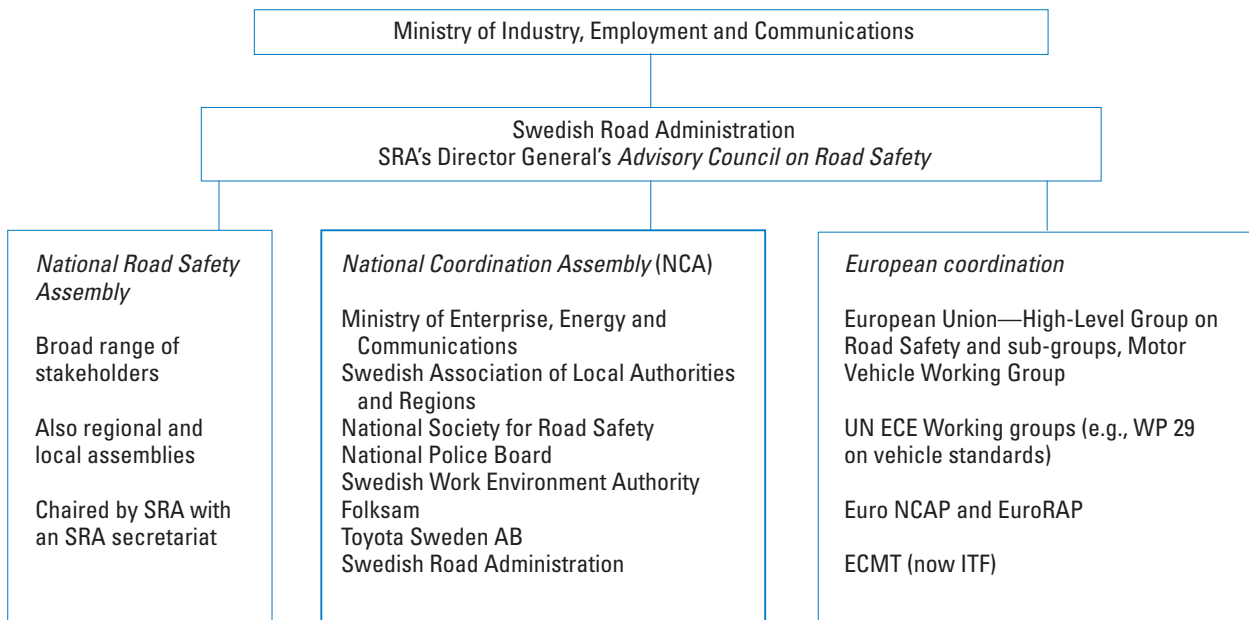 Ministry of Industry, Employment and Communications
Swedish Road Administration
SRA’s Director General’s Advisory Council on Road Safety
National Road Safety
Assembly
Broad range of
stakeholders
Also regional and
local assemblies
Chaired by SRA with
an SRA secretariat
National Coordination Assembly (NCA)
Ministry of Enterprise, Energy and
Communications
Swedish Association of Local Authorities
and Regions
National Society for Road Safety
National Police Board
Swedish Work Environment Authority
Folksam
Toyota Sweden AB
Swedish Road Administration
European coordination
European Union—High-Level Group on
Road Safety and sub-groups, Motor
Vehicle Working Group
UN ECE Working groups (e.g., WP 29
on vehicle standards)
Euro NCAP and EuroRAP
ECMT (now ITF)